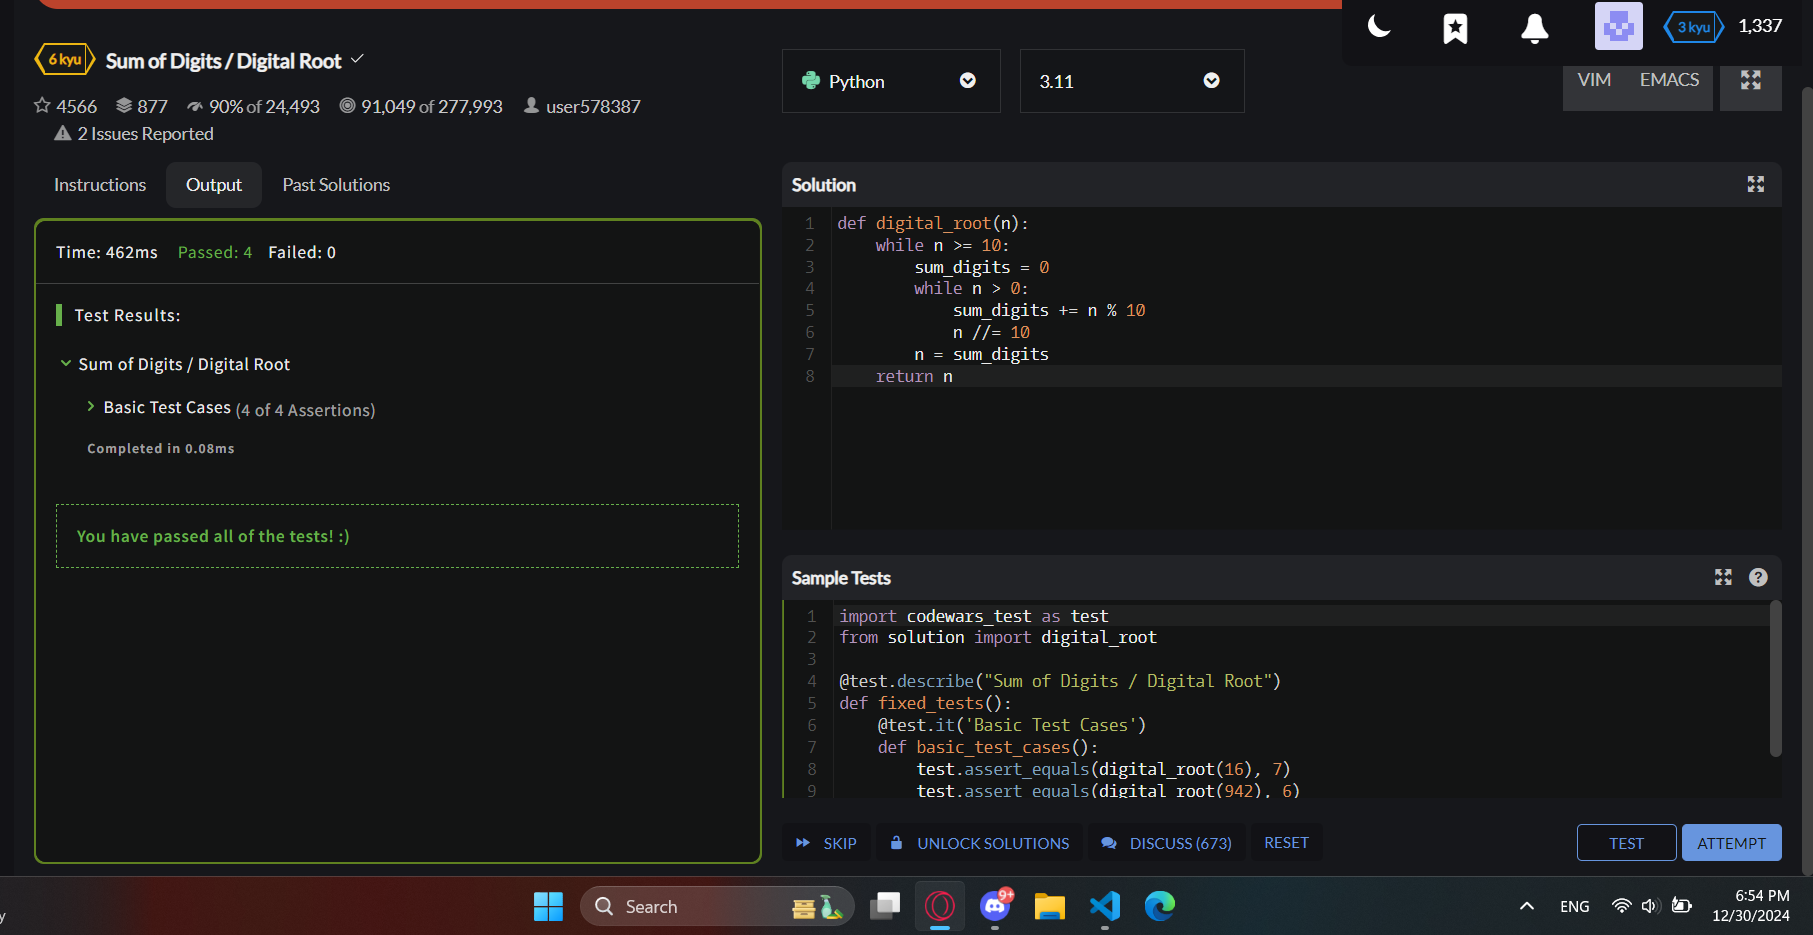 3 kyu 1,337
6 kyu Sum of Digits / Digital Root
4566 877 90% of 24,493 91,049 of 277,993 user578387
2 Issues Reported
Python 3.11 VIM EMACS
Instructions Output Past Solutions
Time: 462ms Passed: 4 Failed: 0
Test Results:
Sum of Digits / Digital Root
Basic Test Cases (4 of 4 Assertions)
Completed in 0.08ms
You have passed all of the tests! :)
Solution
1 def digital_root(n):
2 while n >= 10:
3 sum_digits = 0
4 while n > 0:
5 sum_digits += n % 10
6 n //= 10
7 n = sum_digits
8 return n
Sample Tests ?
1 import codewars_test as test
2 from solution import digital_root
3
4 @test.describe("Sum of Digits / Digital Root")
5 def fixed_tests():
6 @test.it('Basic Test Cases')
7 def basic_test_cases():
8 test.assert_equals(digital_root(16), 7)
9 test.assert_equals(digital_root(942), 6)
SKIP UNLOCK SOLUTIONS DISCUSS (673) RESET TEST ATTEMPT
y Search 9+ ENG 6:54 PM
12/30/2024